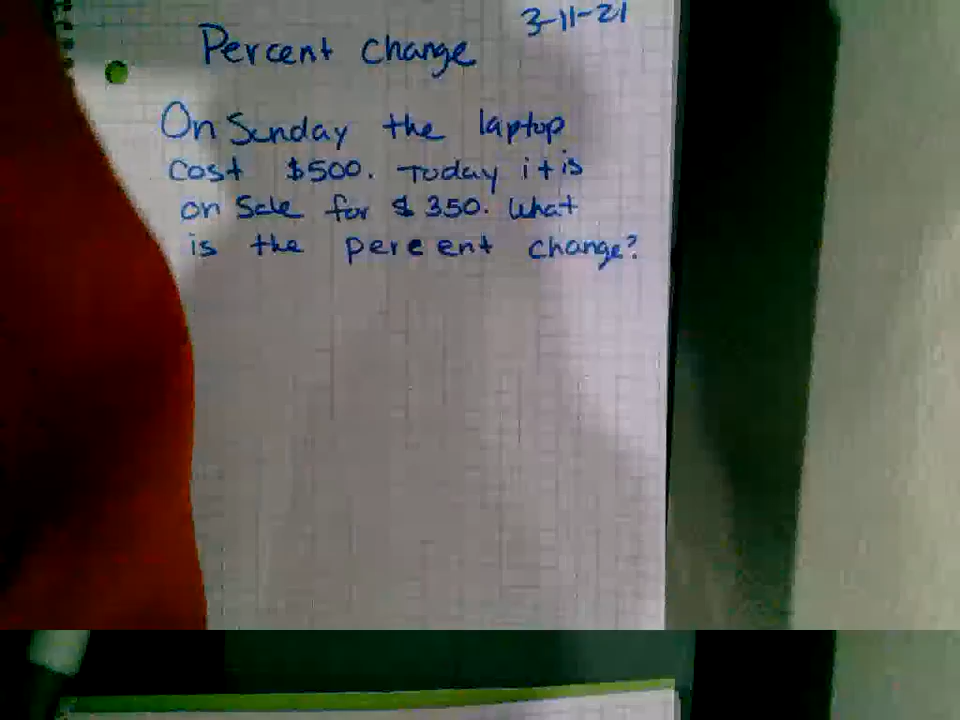 3-11-21
Percent change
On Sunday the laptop
cost $500. Today it is
on Sale for $350. What
is the percent change?